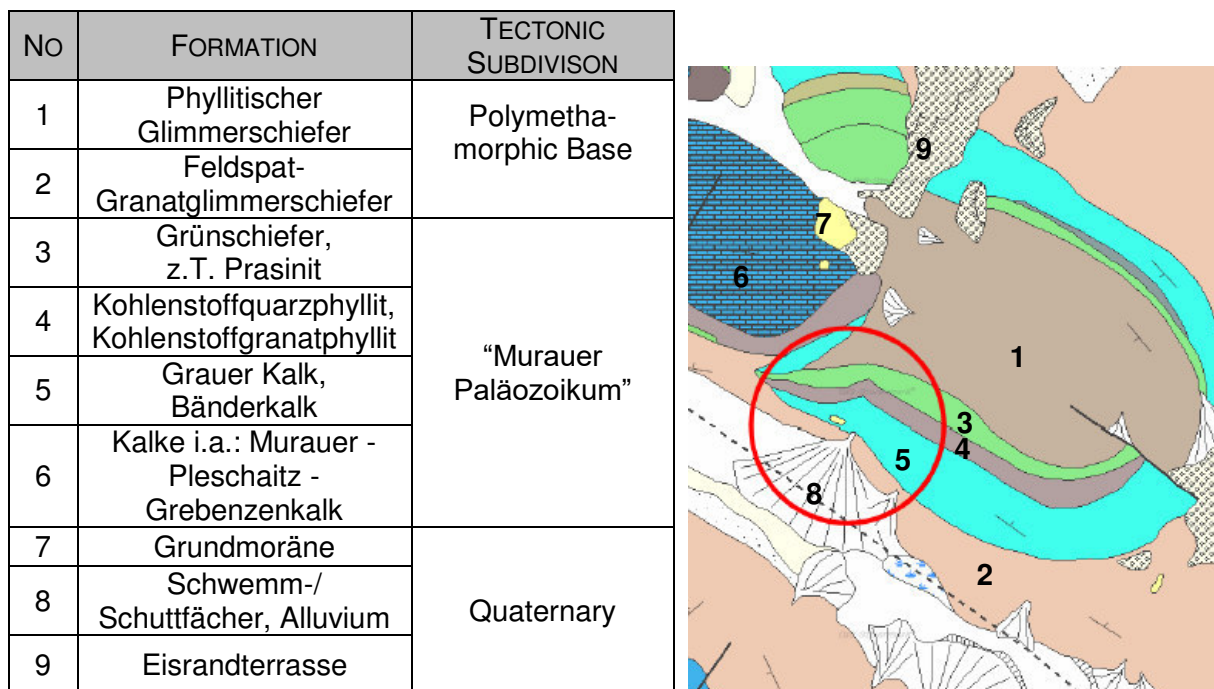 NO FORMATION TECTONIC
SUBDIVISON
1 Phyllitischer
Glimmerschiefer
Polymetha-
morphic Base
2 Feldspat-
Granatglimmerschiefer
3 Grünschiefer,
z.T. Prasinit
“Murauer
Paläozoikum”
4 Kohlenstoffquarzphyllit,
Kohlenstoffgranatphyllit
5 Grauer Kalk,
Bänderkalk
6 Kalke i.a.: Murauer -
Pleschaitz -
Grebenzenkalk
7 Grundmoräne
Quaternary
8 Schwemm-/
Schuttfächer, Alluvium
9 Eisrandterrasse
9
7
6
1
3
4
5
8
2